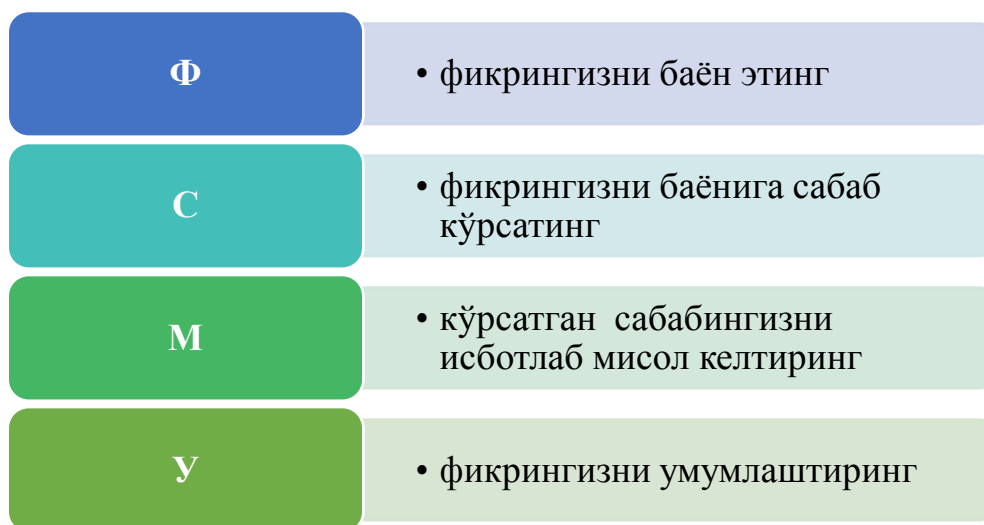 Ф
• фикрингизни баён этинг
С
• фикрингизни баёнига сабаб
кўрсатинг
М
• кўрсатган сабабингизни
исботлаб мисол келтиринг
У
• фикрингизни умумлаштиринг